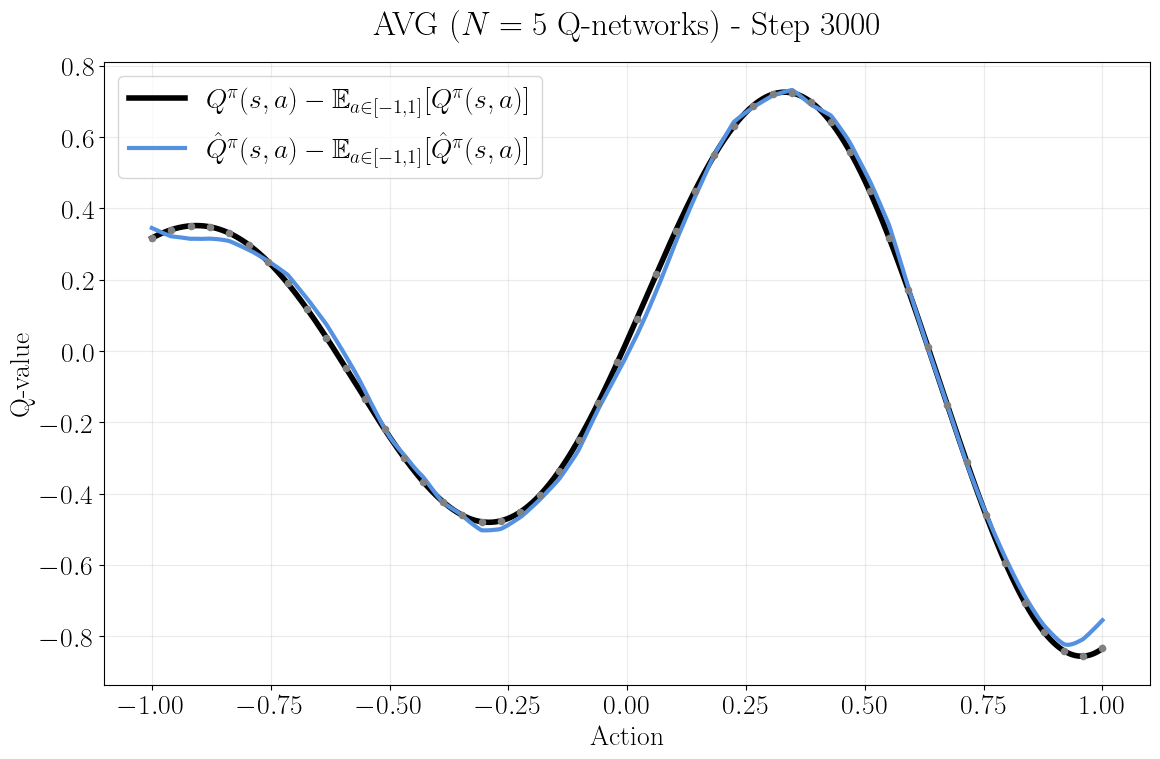 AVG (N = 5 Q-networks) - Step 3000
Q^π(s, a) − 𝔼_{a∈[−1,1]}[Q^π(s, a)]
Q̂^π(s, a) − 𝔼_{a∈[−1,1]}[Q̂^π(s, a)]
0.8
0.6
0.4
0.2
0.0
−0.2
−0.4
−0.6
−0.8
Q-value
−1.00 −0.75 −0.50 −0.25 0.00 0.25 0.50 0.75 1.00
Action